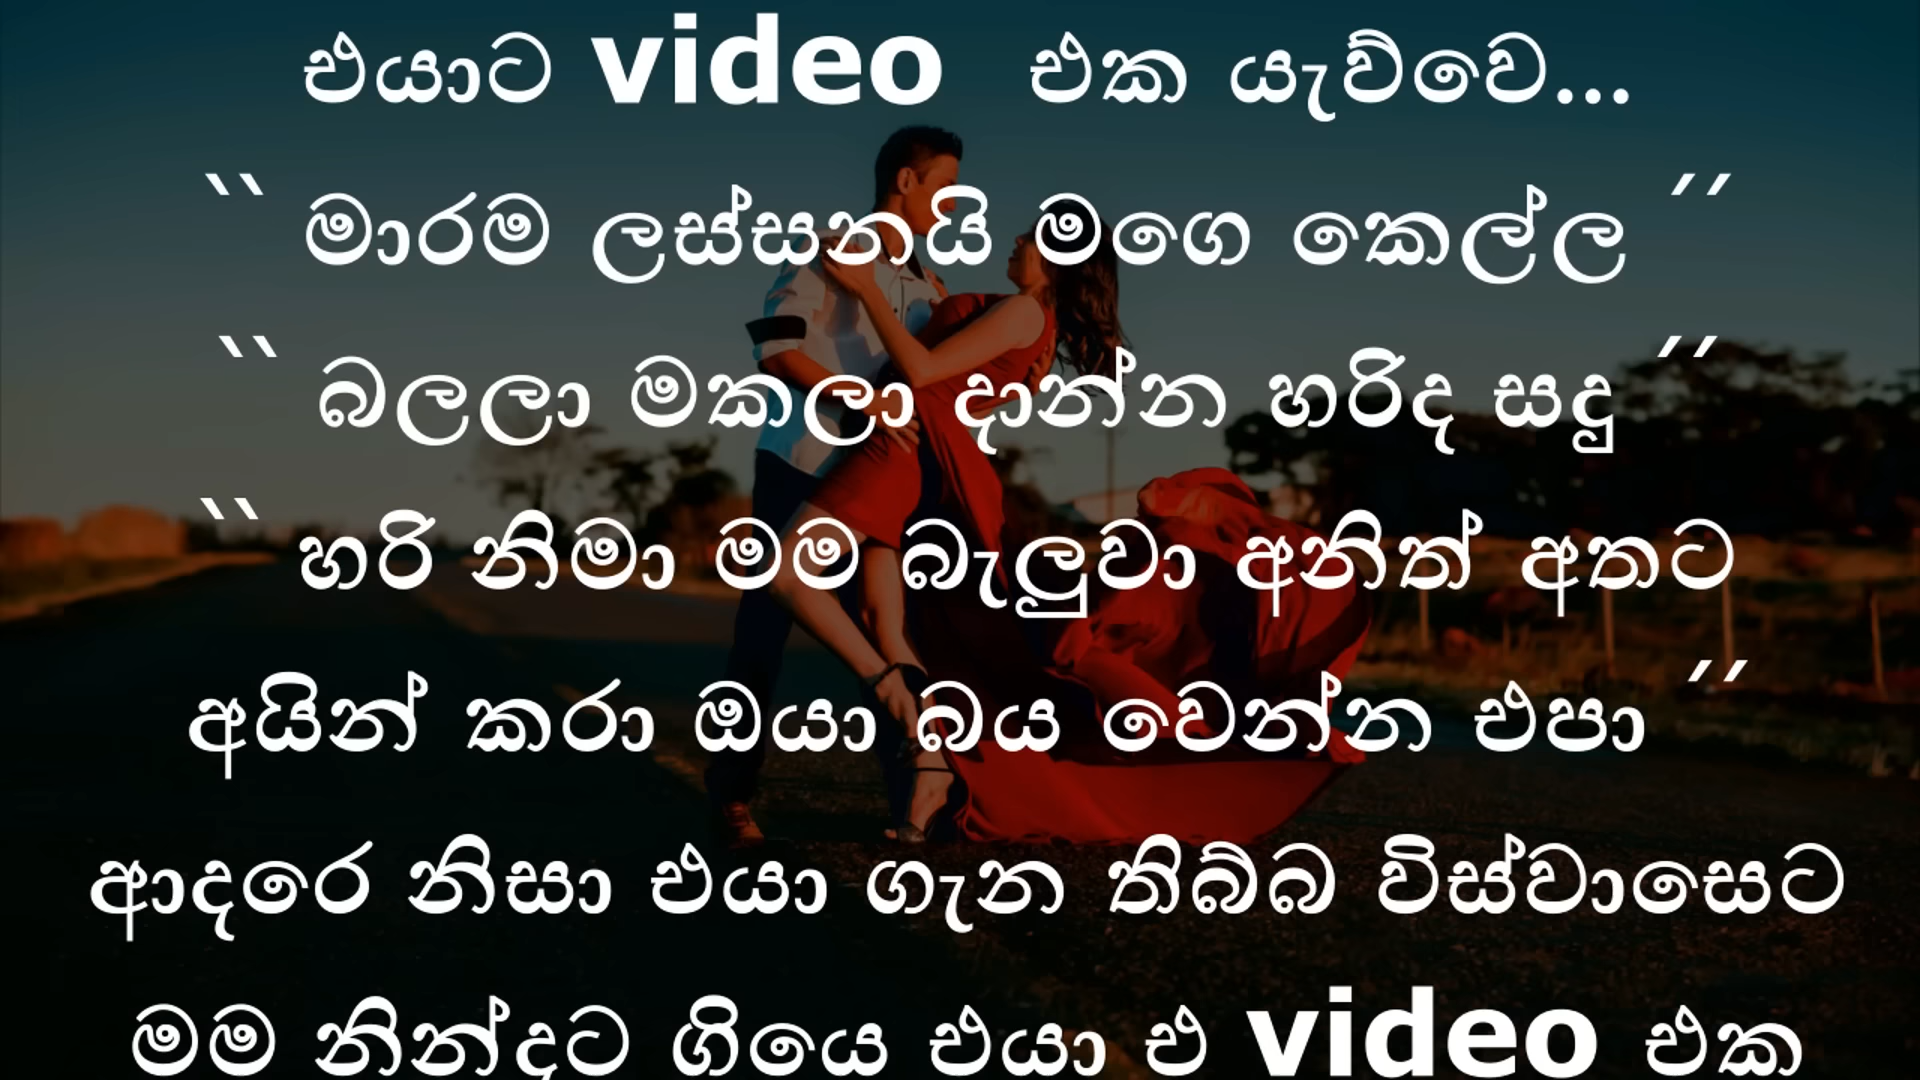 එයාට video එක යැව්වෙ...
`` මාරම ලස්සනයි මගෙ කෙල්ල ´´
`` බලලා මකලා දාන්න හරිද සදු ´´
`` හරි නිමා මම බැලුවා අනිත් අතට
අයින් කරා ඔයා බය වෙන්න එපා ´´
ආදරෙ නිසා එයා ගැන තිබ්බ විස්වාසෙට
මම නින්දට ගියෙ එයා එ video එක